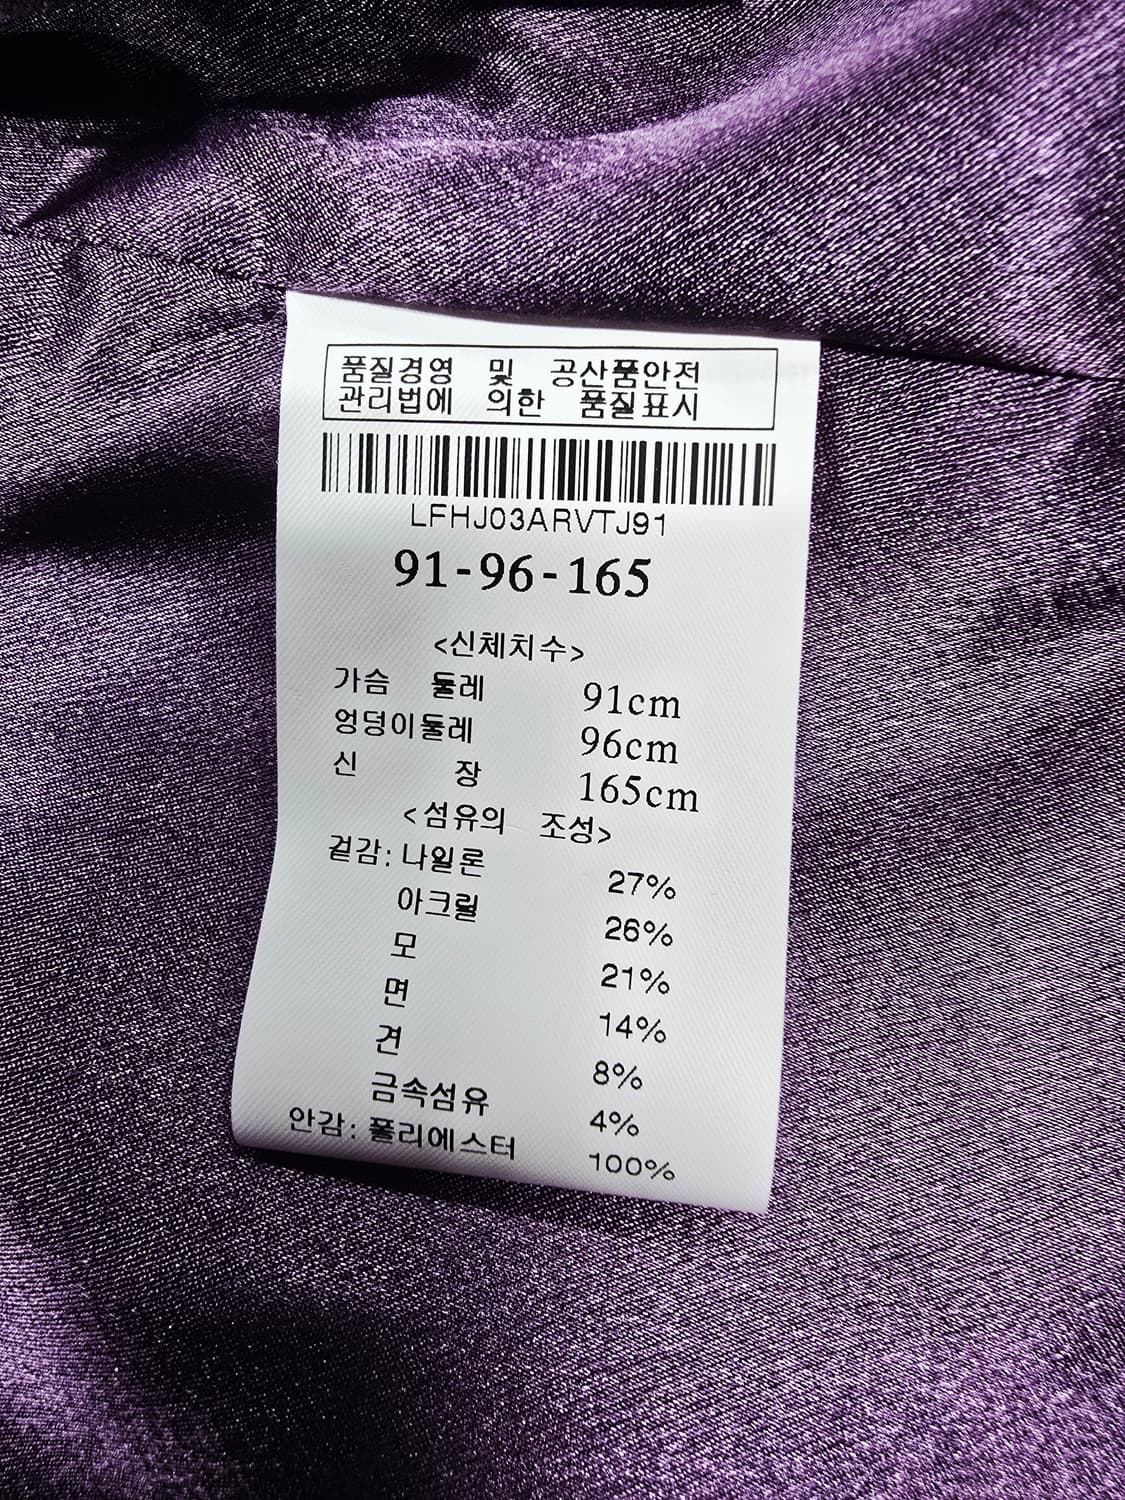 품질경영 및 공산품안전
관리법에 의한 품질표시
LFHJ03ARVTJ91
91-96-165
<신체치수>
가슴 둘레 91cm
엉덩이둘레 96cm
신 장 165cm
<섬유의 조성>
겉감: 나일론 27%
아크릴 26%
모 21%
면 14%
견 8%
금속섬유 4%
안감: 폴리에스터 100%